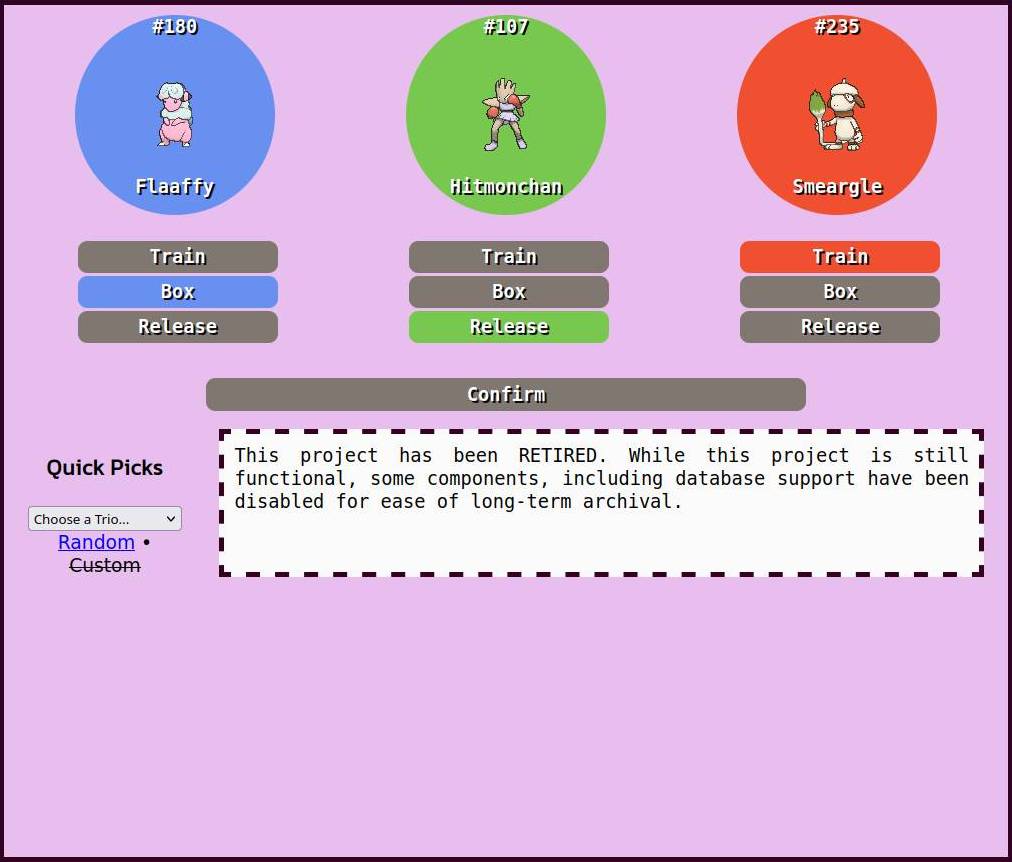 #180
#107
#235
Flaaffy
Hitmonchan
Smeargle
Train
Train
Train
Box
Box
Box
Release
Release
Release
Confirm
Quick Picks
Choose a Trio...
Random •
Custom
This project has been RETIRED. While this project is still
functional, some components, including database support have been
disabled for ease of long-term archival.